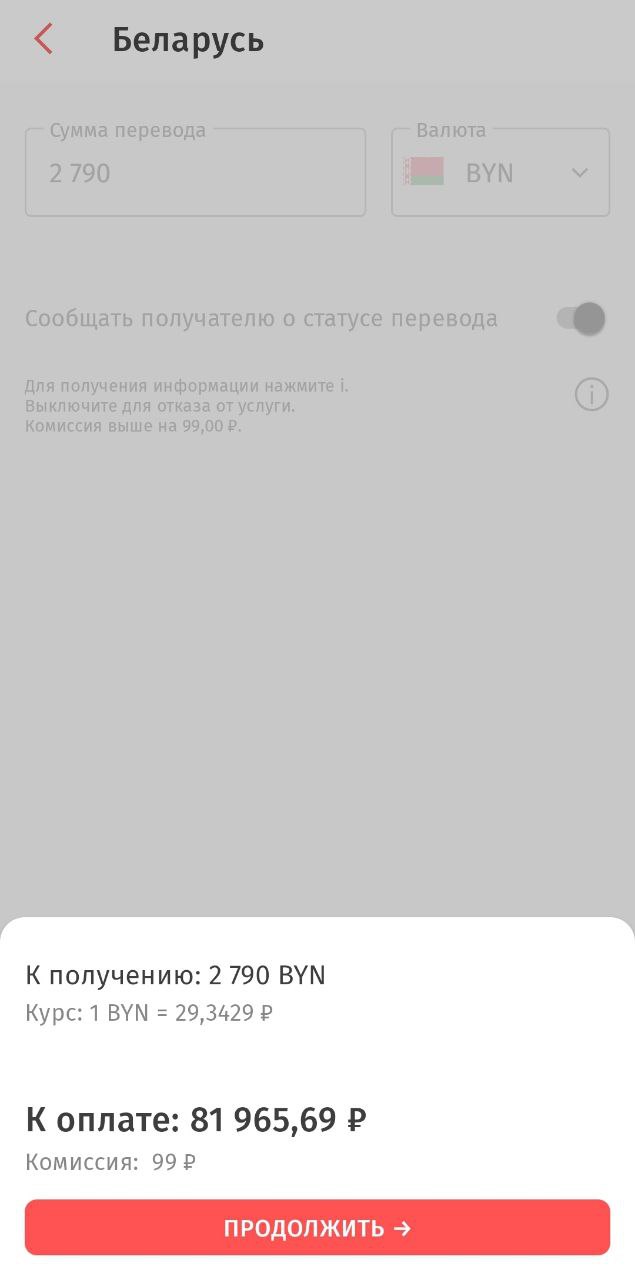 Беларусь
Сумма перевода
Валюта
2 790
BYN
Сообщать получателю о статусе перевода
Для получения информации нажмите i.
Выключите для отказа от услуги.
Комиссия выше на 99,00 ₽.
i
К получению: 2 790 BYN
Курс: 1 BYN = 29,3429 ₽
К оплате: 81 965,69 ₽
Комиссия: 99 ₽
ПРОДОЛЖИТЬ →